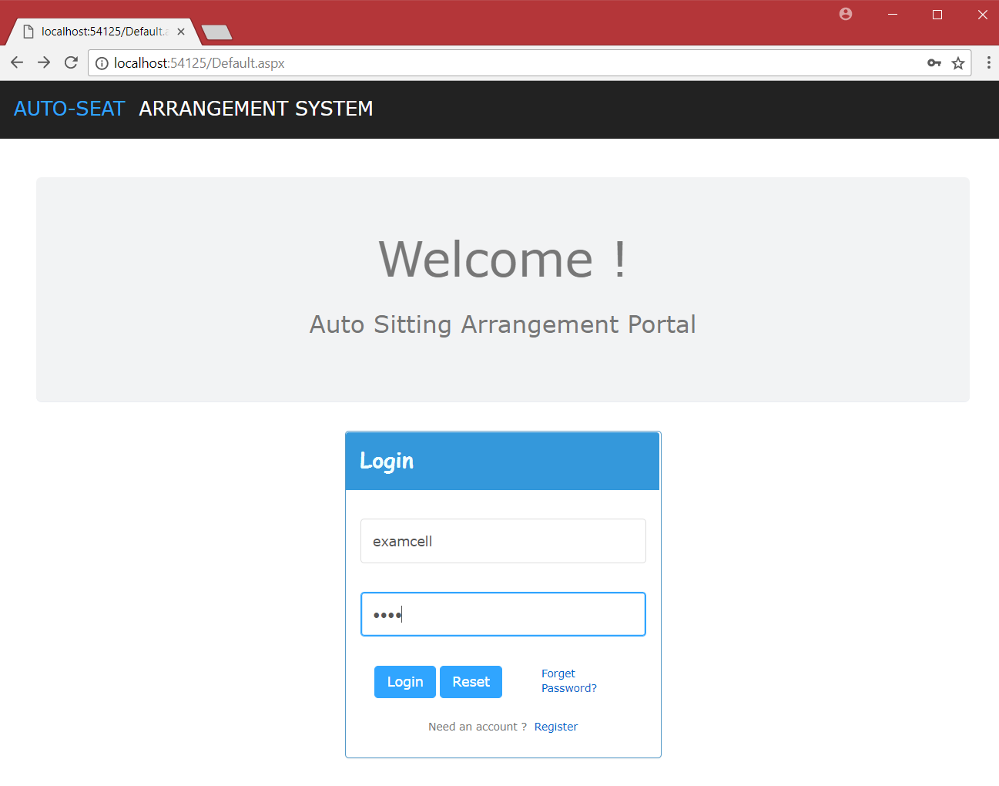 localhost:54125/Default.a
localhost:54125/Default.aspx
AUTO-SEAT ARRANGEMENT SYSTEM
Welcome !
Auto Sitting Arrangement Portal
Login
examcell
••••
Login Reset Forget
Password?
Need an account ? Register